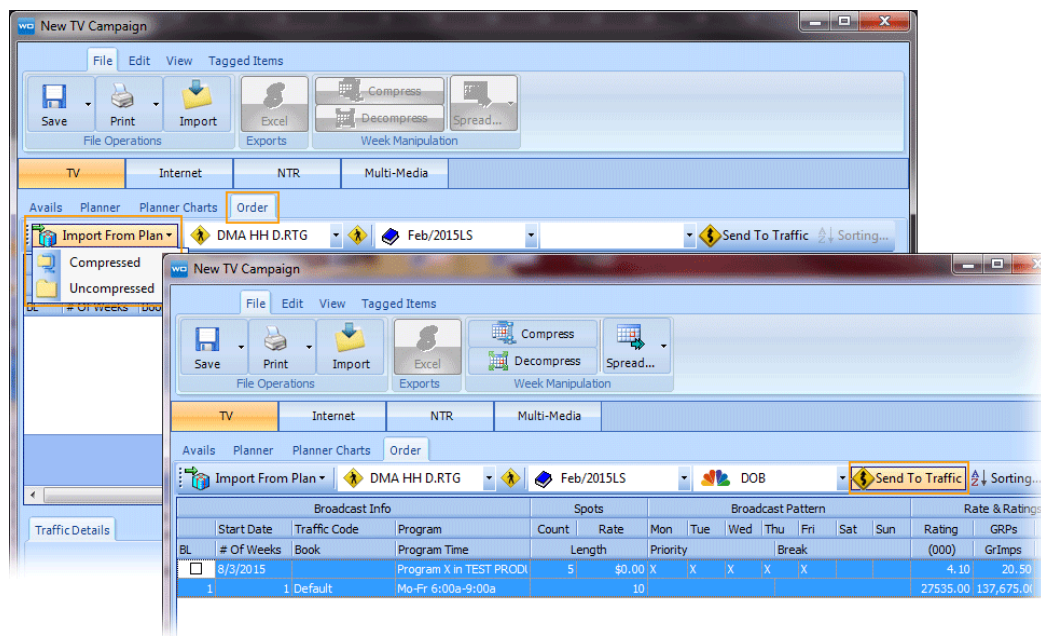 WO New TV Campaign
File Edit View Tagged Items
Save Print Import Excel Compress Decompress Spread...
File Operations Exports Week Manipulation
TV Internet NTR Multi-Media
Avails Planner Planner Charts Order
Import From Plan DMA HH D.RTG Feb/2015LS Send To Traffic Sorting...
Compressed
Uncompressed
BL # Of Weeks
Traffic Details
WO New TV Campaign
File Edit View Tagged Items
Save Print Import Excel Compress Decompress Spread...
File Operations Exports Week Manipulation
TV Internet NTR Multi-Media
Avails Planner Planner Charts Order
Import From Plan DMA HH D.RTG Feb/2015LS DOB Send To Traffic Sorting...
Broadcast Info Spots Broadcast Pattern Rate & Ratings
Start Date Traffic Code Program Count Rate Mon Tue Wed Thu Fri Sat Sun Rating GRPs
BL # Of Weeks Book Program Time Length Priority Break (000) GrImps
8/3/2015 Program X in TEST PRODU 5 $0.00 X X X X X 4.10 20.50
1 1 Default Mo-Fr 6:00a-9:00a 10 27535.00 137,675.0